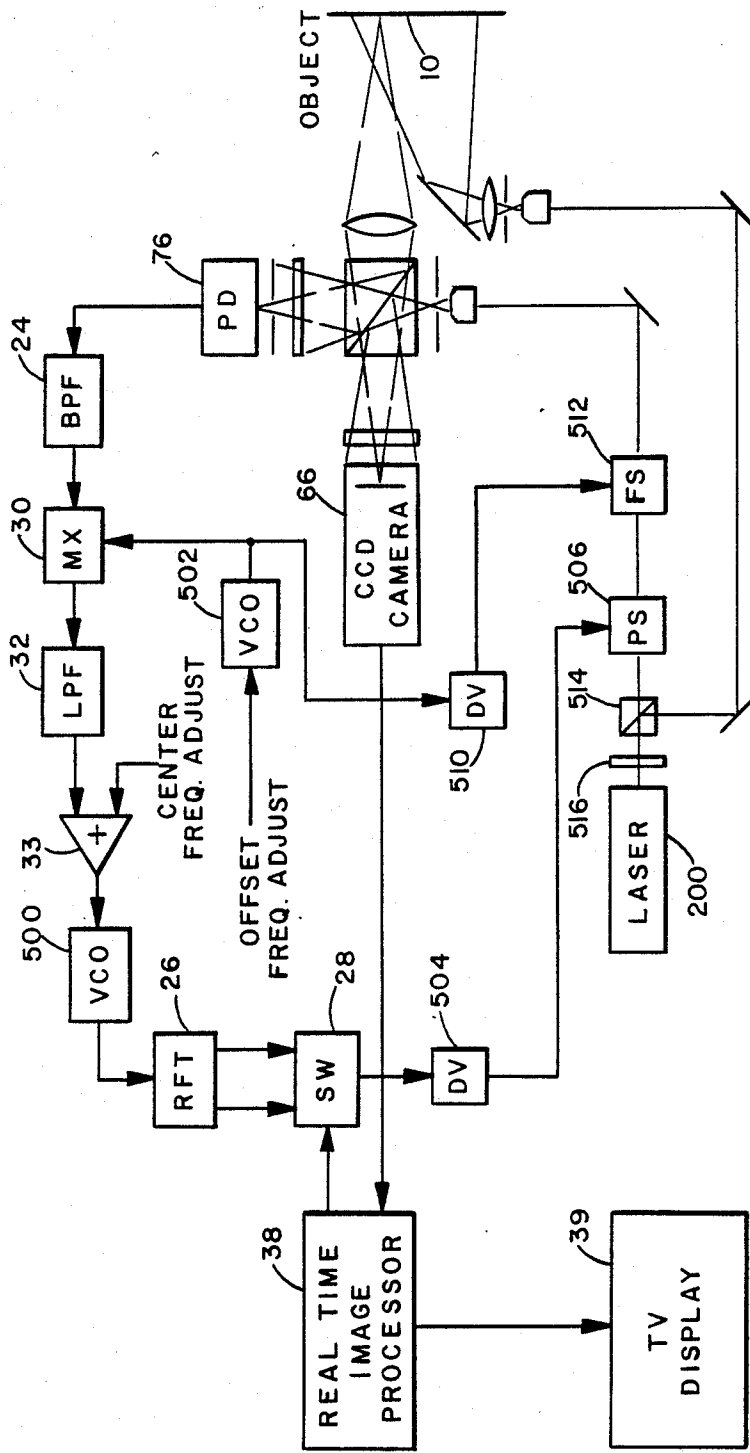 OBJECT
10
76
PD
24
BPF
30
MX
32
LPF
33
+
CENTER
FREQ. ADJUST
500
VCO
502
VCO
OFFSET
FREQ. ADJUST
26
RFT
28
SW
504
DV
66
CCD
CAMERA
510
DV
512
FS
506
PS
514
516
LASER
200
38
REAL TIME
IMAGE
PROCESSOR
39
TV
DISPLAY